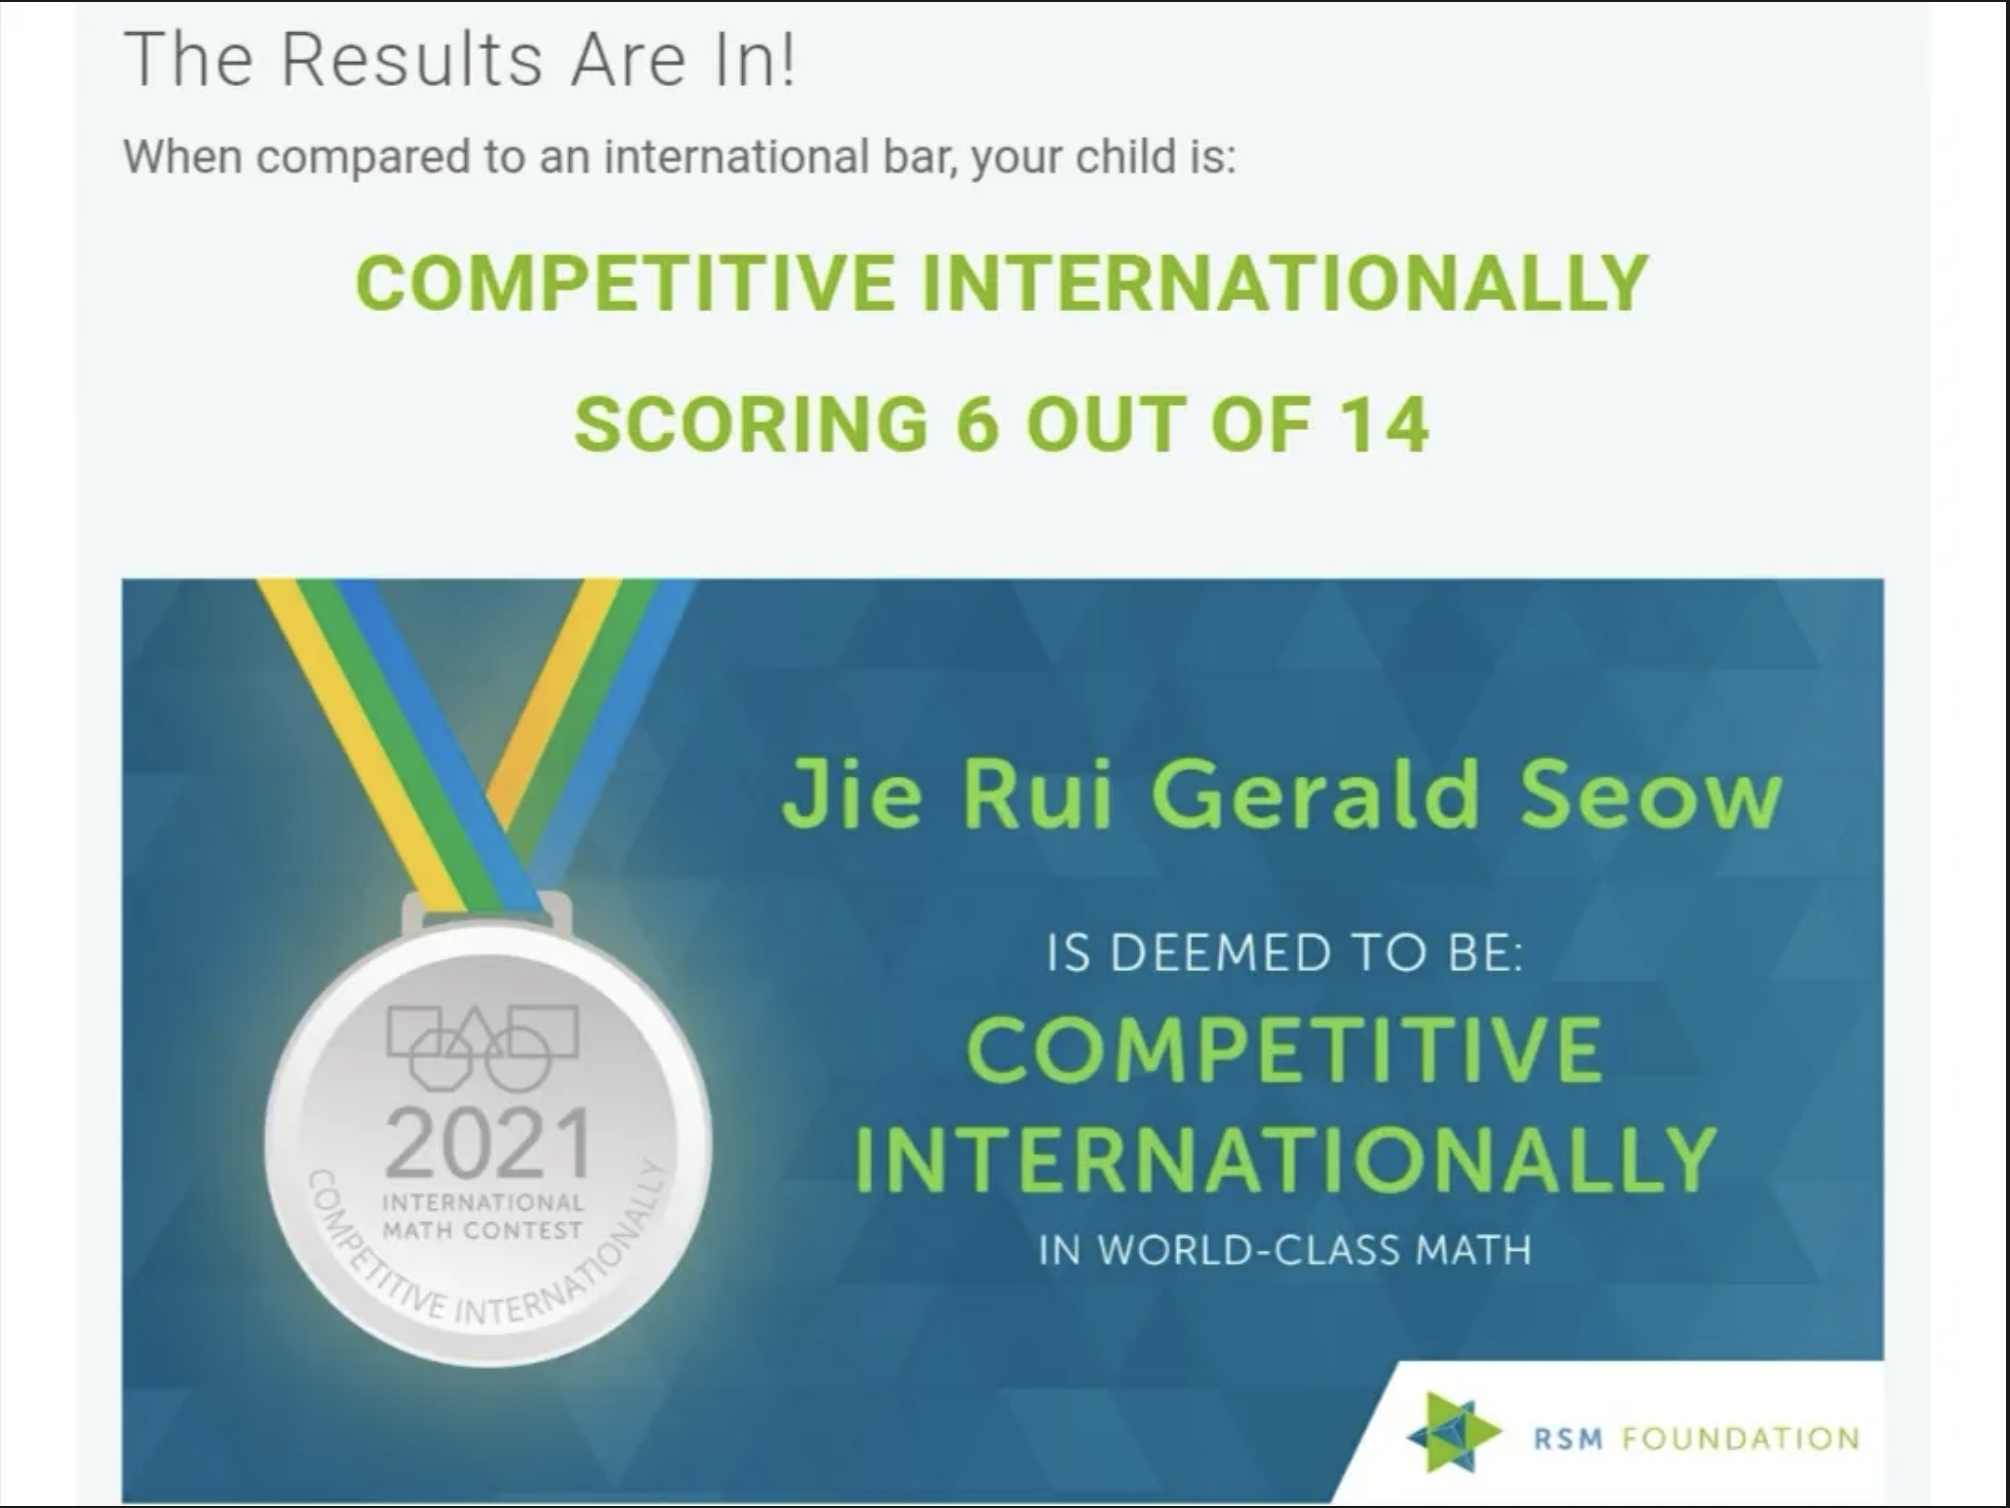 The Results Are In!
When compared to an international bar, your child is:
COMPETITIVE INTERNATIONALLY
SCORING 6 OUT OF 14
Jie Rui Gerald Seow
IS DEEMED TO BE:
COMPETITIVE
INTERNATIONALLY
IN WORLD-CLASS MATH
2021
INTERNATIONAL
MATH CONTEST
COMPETITIVE INTERNATIONALLY
RSM FOUNDATION